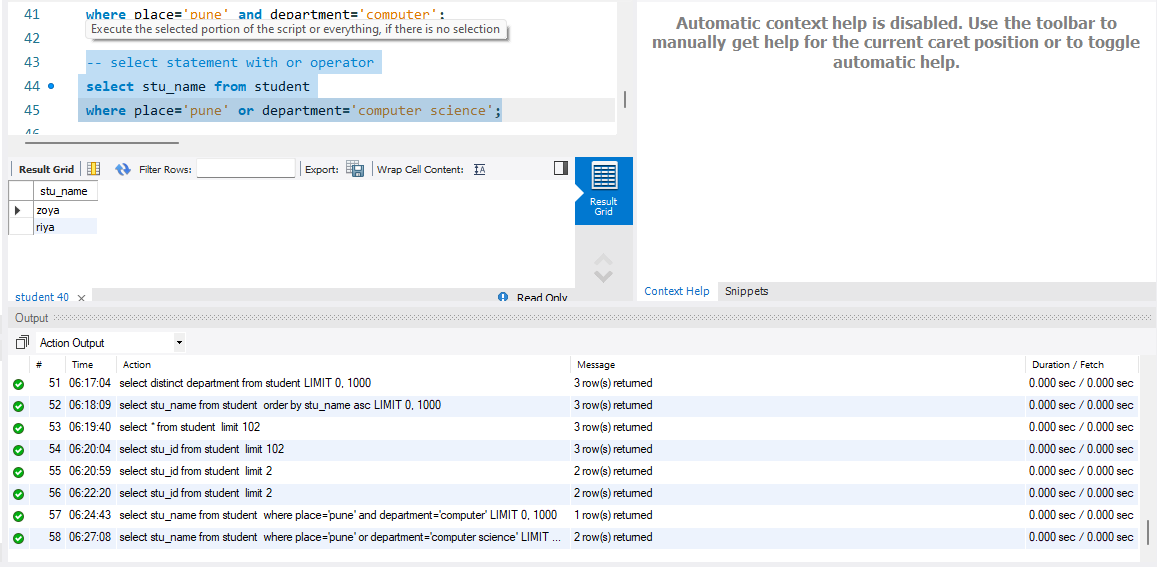 41 where place='pune' and department='computer';
Execute the selected portion of the script or everything, if there is no selection
42
43 -- select statement with or operator
44 select stu_name from student
45 where place='pune' or department='computer science';
46
Automatic context help is disabled. Use the toolbar to
manually get help for the current caret position or to toggle
automatic help.
Result Grid Filter Rows: Export: Wrap Cell Content:
stu_name
zoya
riya
Result
Grid
student 40
Read Only
Context Help Snippets
Output
Action Output
# Time Action Message Duration / Fetch
51 06:17:04 select distinct department from student LIMIT 0, 1000 3 row(s) returned 0.000 sec / 0.000 sec
52 06:18:09 select stu_name from student order by stu_name asc LIMIT 0, 1000 3 row(s) returned 0.000 sec / 0.000 sec
53 06:19:40 select * from student limit 102 3 row(s) returned 0.000 sec / 0.000 sec
54 06:20:04 select stu_id from student limit 102 3 row(s) returned 0.000 sec / 0.000 sec
55 06:20:59 select stu_id from student limit 2 2 row(s) returned 0.000 sec / 0.000 sec
56 06:22:20 select stu_id from student limit 2 2 row(s) returned 0.000 sec / 0.000 sec
57 06:24:43 select stu_name from student where place='pune' and department='computer' LIMIT 0, 1000 1 row(s) returned 0.000 sec / 0.000 sec
58 06:27:08 select stu_name from student where place='pune' or department='computer science' LIMIT ... 2 row(s) returned 0.000 sec / 0.000 sec